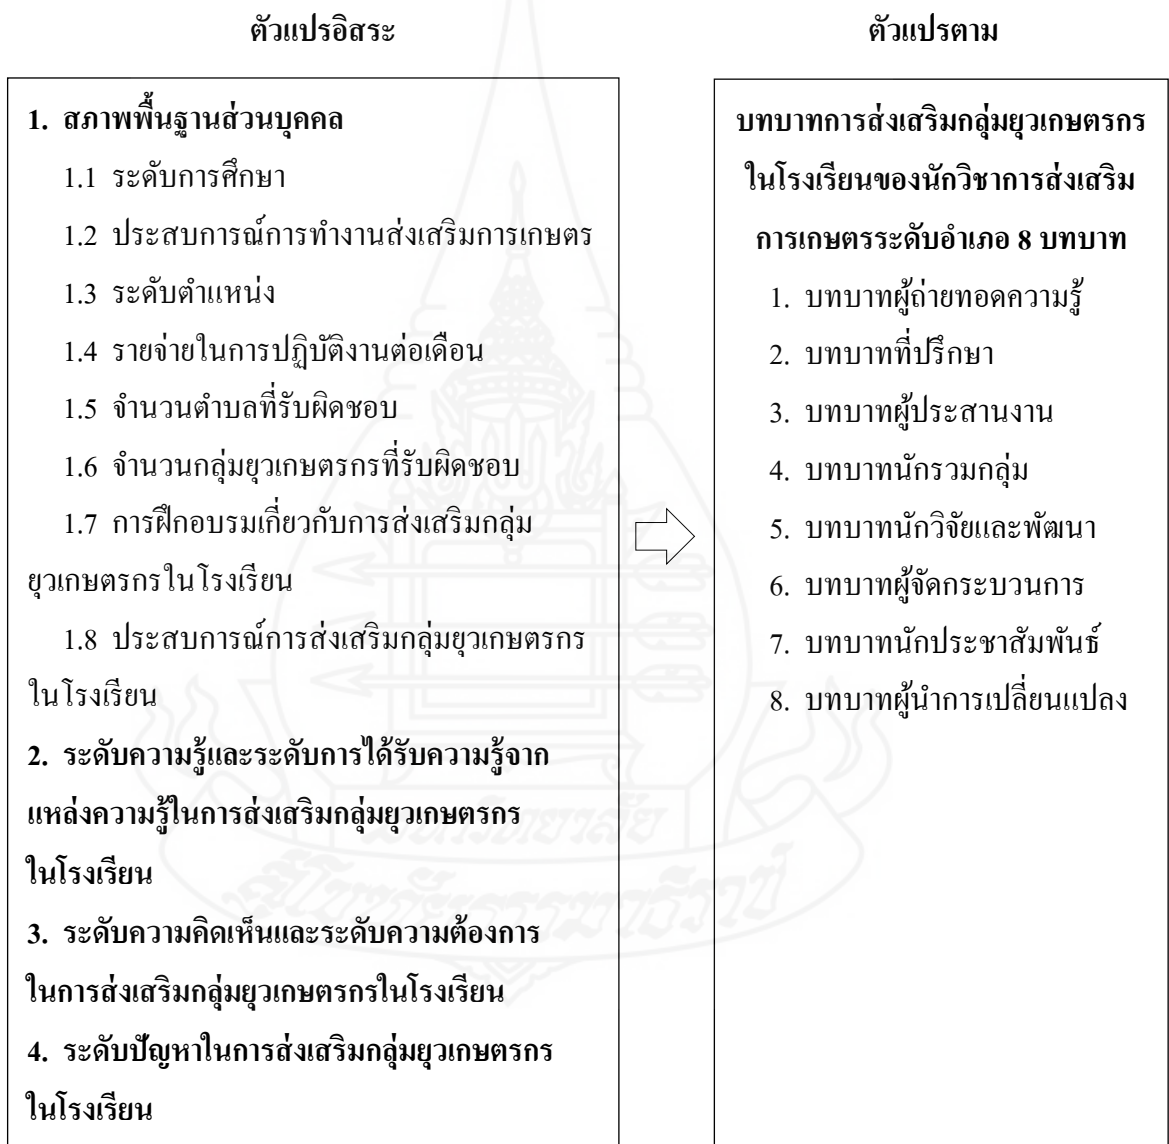 ตัวแปรอิสระ
1. สภาพพื้นฐานส่วนบุคคล
1.1 ระดับการศึกษา
1.2 ประสบการณ์การทำงานส่งเสริมการเกษตร
1.3 ระดับตำแหน่ง
1.4 รายจ่ายในการปฏิบัติงานต่อเดือน
1.5 จำนวนตำบลที่รับผิดชอบ
1.6 จำนวนกลุ่มยุวเกษตรกรที่รับผิดชอบ
1.7 การฝึกอบรมเกี่ยวกับการส่งเสริมกลุ่ม
ยุวเกษตรกรในโรงเรียน
1.8 ประสบการณ์การส่งเสริมกลุ่มยุวเกษตรกร
ในโรงเรียน
2. ระดับความรู้และระดับการได้รับความรู้จาก
แหล่งความรู้ในการส่งเสริมกลุ่มยุวเกษตรกร
ในโรงเรียน
3. ระดับความคิดเห็นและระดับความต้องการ
ในการส่งเสริมกลุ่มยุวเกษตรกรในโรงเรียน
4. ระดับปัญหาในการส่งเสริมกลุ่มยุวเกษตรกร
ในโรงเรียน
ตัวแปรตาม
บทบาทการส่งเสริมกลุ่มยุวเกษตรกร
ในโรงเรียนของนักวิชาการส่งเสริม
การเกษตรระดับอำเภอ 8 บทบาท
1. บทบาทผู้ถ่ายทอดความรู้
2. บทบาทที่ปรึกษา
3. บทบาทผู้ประสานงาน
4. บทบาทนักรวมกลุ่ม
5. บทบาทนักวิจัยและพัฒนา
6. บทบาทผู้จัดกระบวนการ
7. บทบาทนักประชาสัมพันธ์
8. บทบาทผู้นำการเปลี่ยนแปลง
มหาวิทยาลัย
สุโขทัยธรรมาธิราช